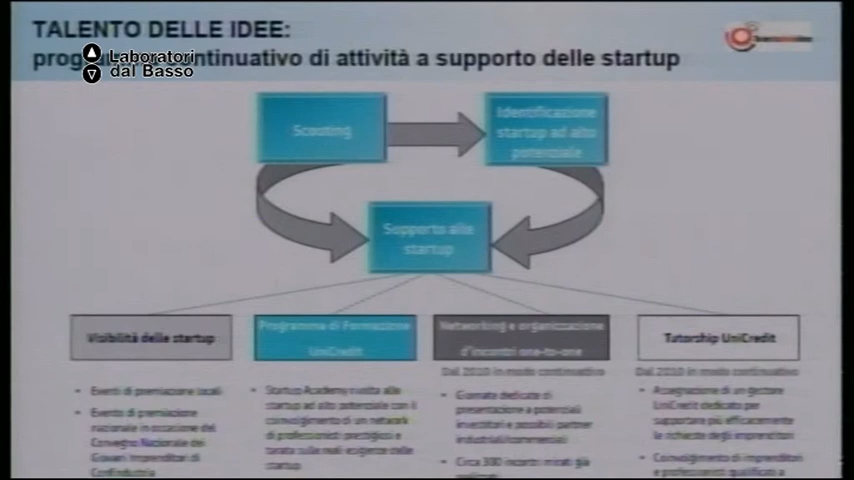 TALENTO DELLE IDEE:
continuativo di attività a supporto delle startup
Laboratori
dal Basso
Scouting
Identificazione
startup ad alto
potenziale
Supporto alle
startup
Visibilità delle startup
Programma di Formazione
UniCredit
Networking e organizzazione
d'incontri one-to-one
Tutorship UniCredit
Dal 2010 in modo continuativo
Dal 2010 in modo continuativo
• Eventi di premiazione locali
• Evento di premiazione
nazionale in occasione del
Convegno Nazionale dei
Giovani Imprenditori di
Confindustria
• Startup Academy rivolta alle
startup ad alto potenziale con il
coinvolgimento di un network
di professionisti prestigiosi e
tarata sulle reali esigenze delle
startup
• Giornate dedicate di
presentazione a potenziali
investitori e possibili partner
industriali/commerciali
• Circa 300 incontri mirati già
• Assegnazione di un gestore
UniCredit dedicato per
supportare più efficacemente
le richieste degli imprenditori
• Coinvolgimento di imprenditori
e professionisti qualificati a